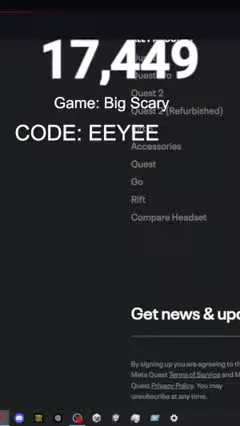 17,449
Quest 2
Game: Big Scary
Quest 2 (Refurbished)
CODE: EEYEE
Accessories
Quest
Go
Rift
Compare Headset
Get news & upd
By signing up you are agreeing to th
Meta Quest Terms of Service and M
Quest Privacy Policy. You may
unsubscribe at any time.